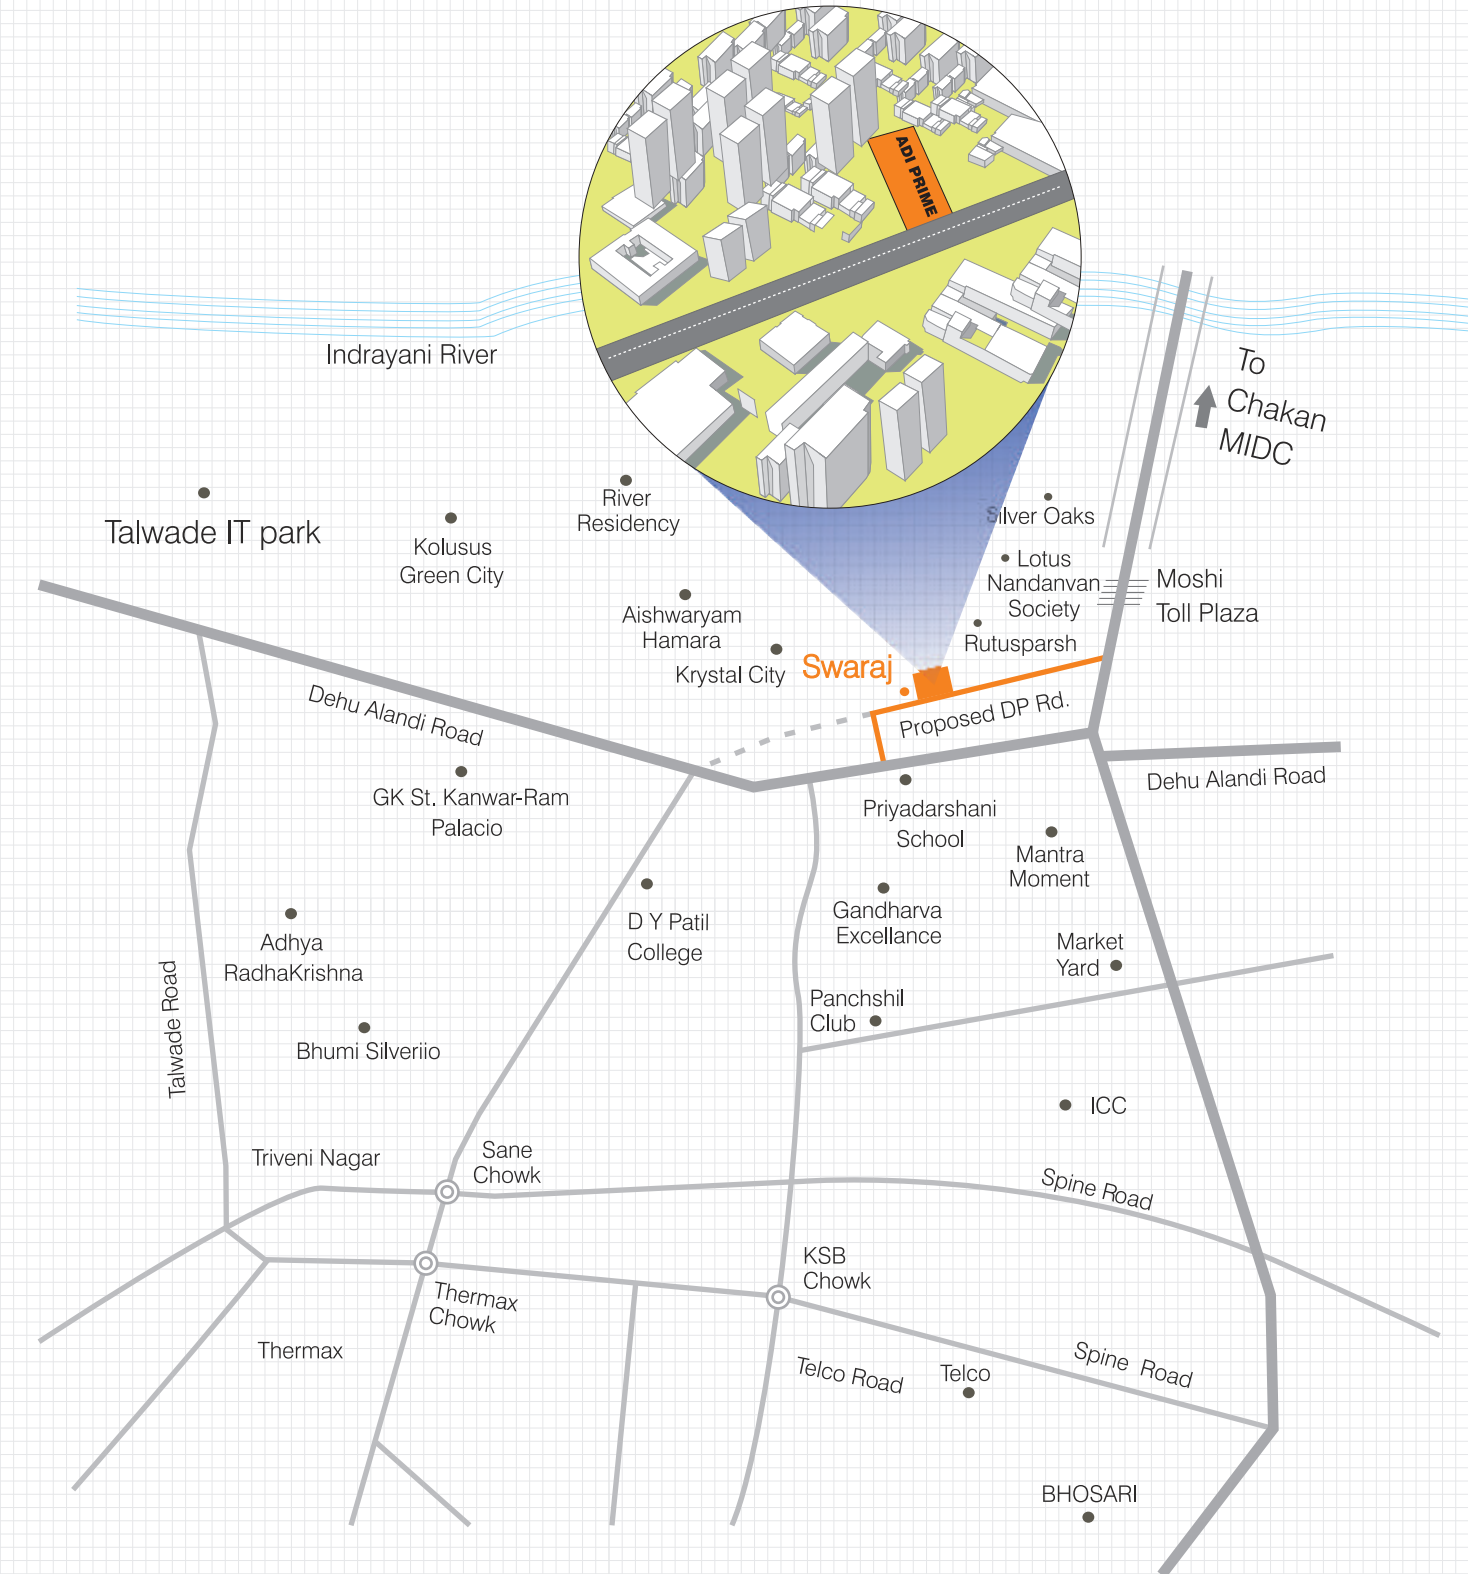 ADI PRIME
Indrayani River
To
Chakan
MIDC
Talwade IT park
Kolusus
Green City
River
Residency
Silver Oaks
Lotus
Nandanvan
Society
Moshi
Toll Plaza
Aishwaryam
Hamara
Rutusparsh
Krystal City
Swaraj
Dehu Alandi Road
Proposed DP Rd.
Dehu Alandi Road
GK St. Kanwar-Ram
Palacio
Priyadarshani
School
Mantra
Moment
D Y Patil
College
Gandharva
Excellance
Adhya
RadhaKrishna
Market
Yard
Talwade Road
Panchshil
Club
Bhumi Silveriio
ICC
Triveni Nagar
Sane
Chowk
Spine Road
KSB
Chowk
Thermax
Chowk
Thermax
Telco Road
Telco
Spine Road
BHOSARI